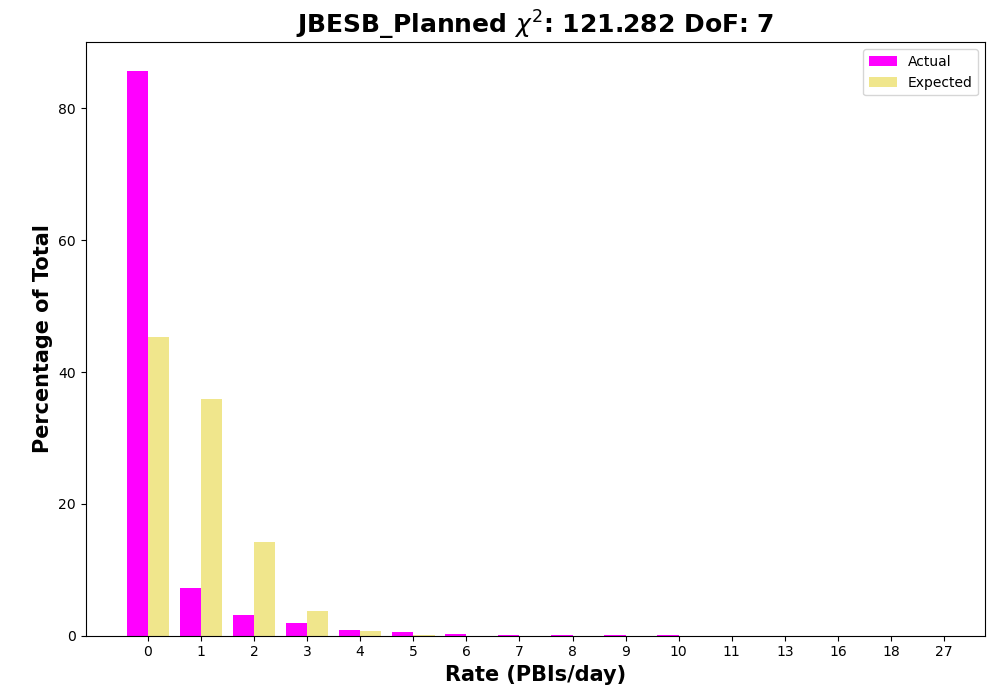 JBESB_Planned χ²: 121.282 DoF: 7
Actual
Expected
Percentage of Total
80
60
40
20
0
0 1 2 3 4 5 6 7 8 9 10 11 13 16 18 27
Rate (PBIs/day)